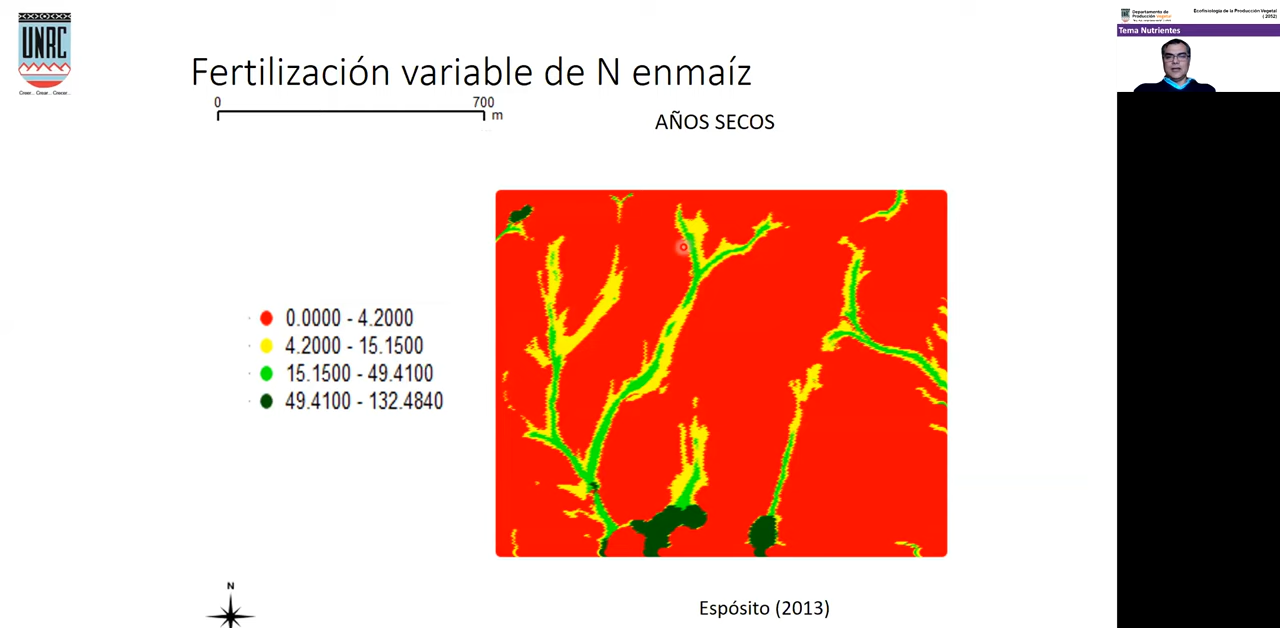 UNRC
Crear... Crear... Crecer...
Departamento de
Producción vegetal
Ecofisiología de la Producción Vegetal
( 2052)
Tema Nutrientes
Fertilización variable de N enmaíz
0 700
m
AÑOS SECOS
0.0000 - 4.2000
4.2000 - 15.1500
15.1500 - 49.4100
49.4100 - 132.4840
N
Espósito (2013)